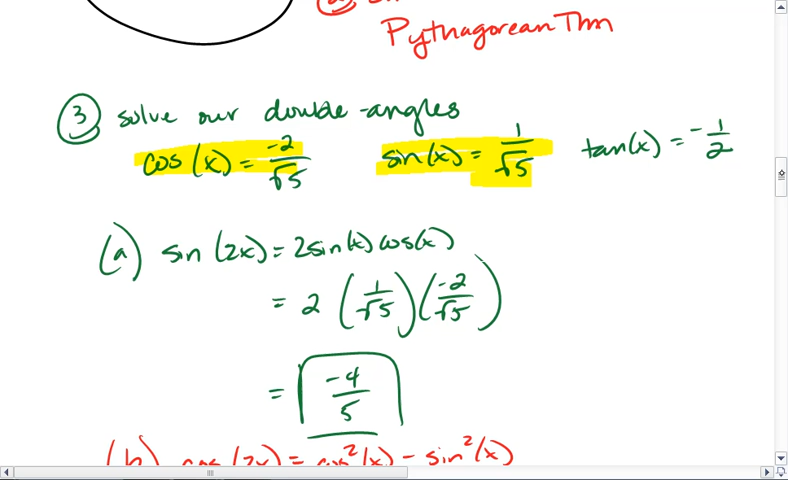 Pythagorean Thm
③ solve our double-angles
cos(x) = -2/√5 sin(x) = 1/√5 tan(x) = -1/2
(a) sin(2x) = 2sin(x)cos(x)
= 2 (1/√5)(-2/√5)
= -4/5
(b) cos(2x) = cos²(x) - sin²(x)